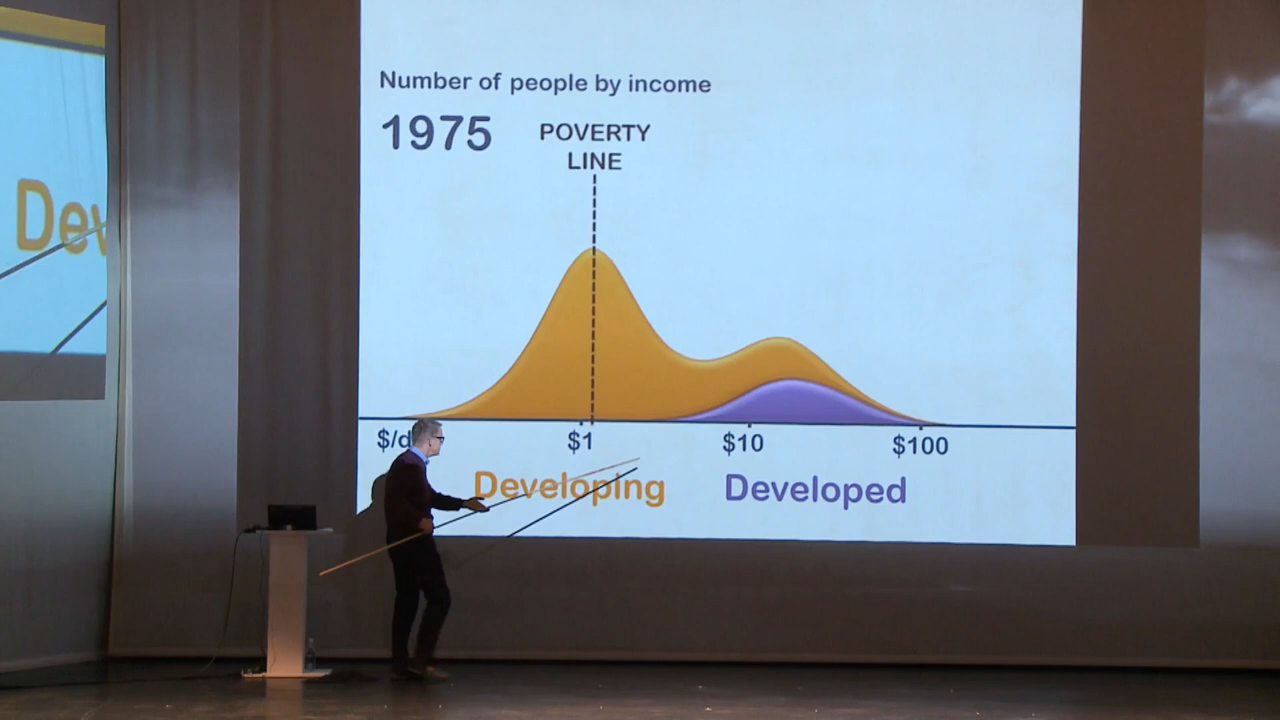 Dev
Number of people by income
1975
POVERTY
LINE
$/d
$1
$10
$100
Developing
Developed